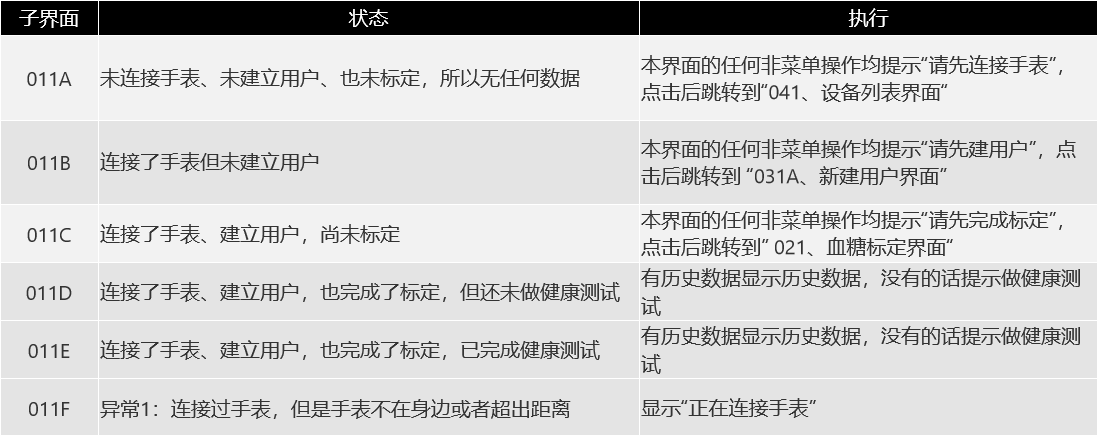 子界面 状态 执行
011A 未连接手表、未建立用户、也未标定，所以无任何数据 本界面的任何非菜单操作均提示“请先连接手表”，
点击后跳转到“041、设备列表界面“
011B 连接了手表但未建立用户 本界面的任何非菜单操作均提示“请先建用户”，点
击后跳转到 “031A、新建用户界面”
011C 连接了手表、建立用户，尚未标定 本界面的任何非菜单操作均提示“请先完成标定”，
点击后跳转到” 021、血糖标定界面“
011D 连接了手表、建立用户，也完成了标定，但还未做健康测试 有历史数据显示历史数据，没有的话提示做健康测
试
011E 连接了手表、建立用户，也完成了标定，已完成健康测试 有历史数据显示历史数据，没有的话提示做健康测
试
011F 异常1：连接过手表，但是手表不在身边或者超出距离 显示“正在连接手表”